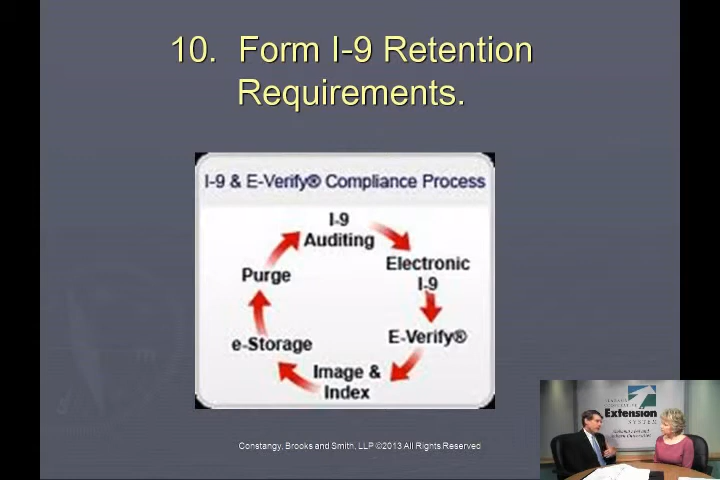 10. Form I-9 Retention
Requirements.
I-9 & E-Verify® Compliance Process
I-9
Auditing
Electronic
I-9
E-Verify®
Image &
Index
e-Storage
Purge
Constangy, Brooks and Smith, LLP ©2013 All Rights Reserved
Extension
SYSTEM